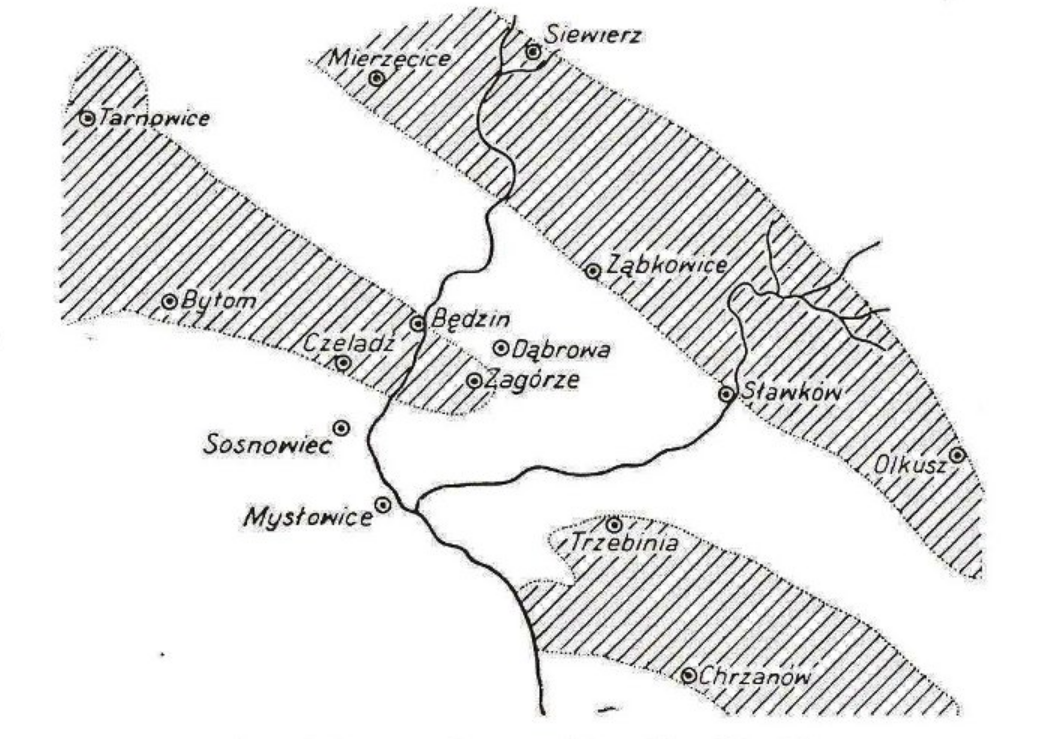 Siewierz
Mierzęcice
Tarnowice
Ząbkowice
Bytom
Będzin
Czeladź
Dąbrowa
Zagórze
Sławków
Sosnowiec
Olkusz
Mysłowice
Trzebinia
Chrzanów